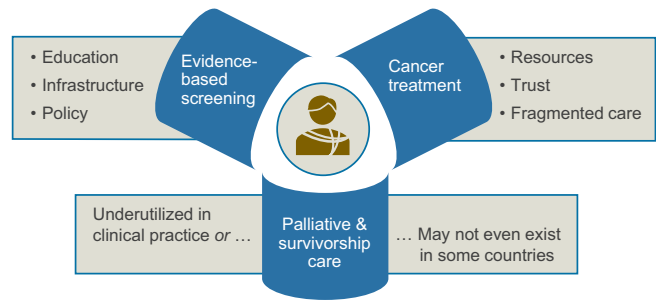 • Education
• Infrastructure
• Policy
Evidence-
based
screening
Cancer
treatment
• Resources
• Trust
• Fragmented care
Underutilized in
clinical practice or ...
Palliative &
survivorship
care
... May not even exist
in some countries